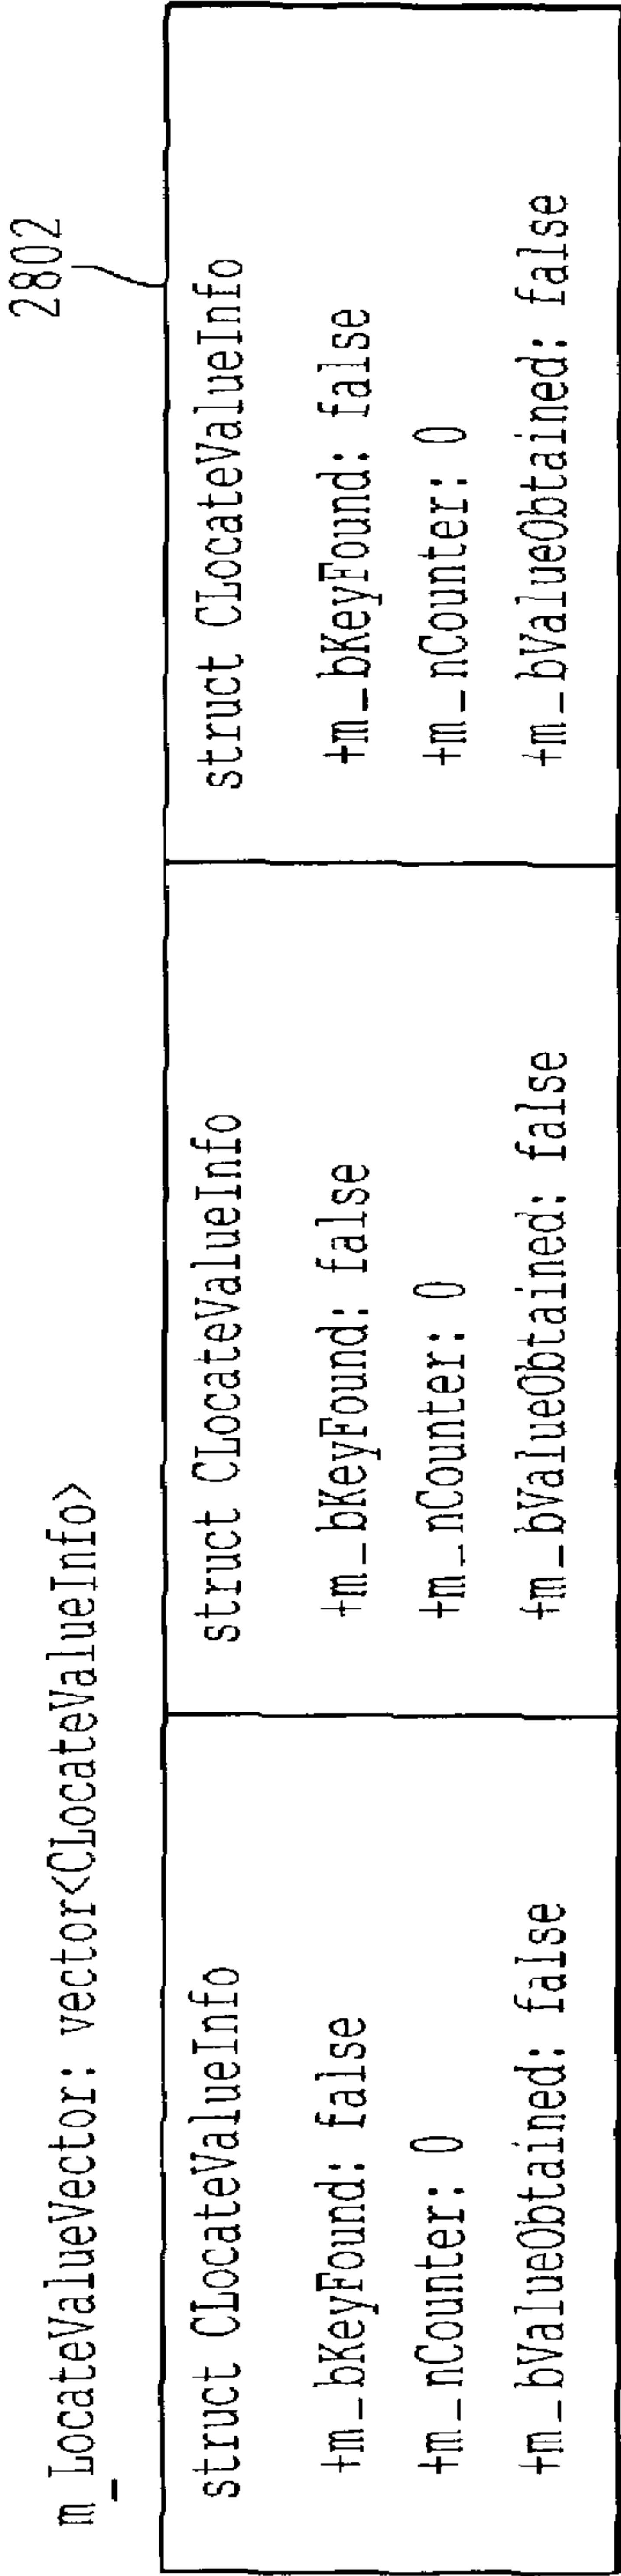 2802
m_LocateValueVector: vector<CLocateValueInfo>
struct CLocateValueInfo
+m_bKeyFound: false
+m_nCounter: 0
+m_bValueObtained: false
struct CLocateValueInfo
+m_bKeyFound: false
+m_nCounter: 0
+m_bValueObtained: false
struct CLocateValueInfo
+m_bKeyFound: false
+m_nCounter: 0
+m_bValueObtained: false